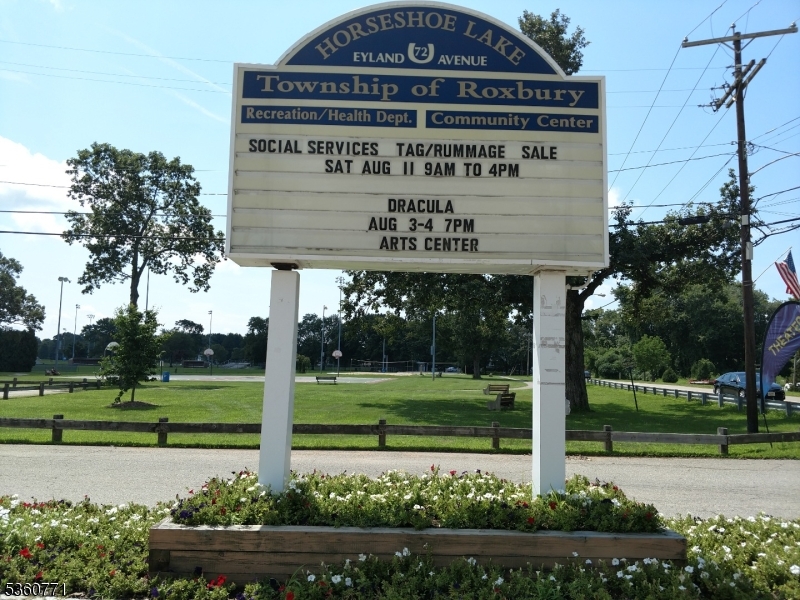 HORSESHOE LAKE
72
EYLAND AVENUE
Township of Roxbury
Recreation/Health Dept. Community Center
SOCIAL SERVICES TAG/RUMMAGE SALE
SAT AUG 11 9AM TO 4PM
DRACULA
AUG 3-4 7PM
ARTS CENTER
5360771